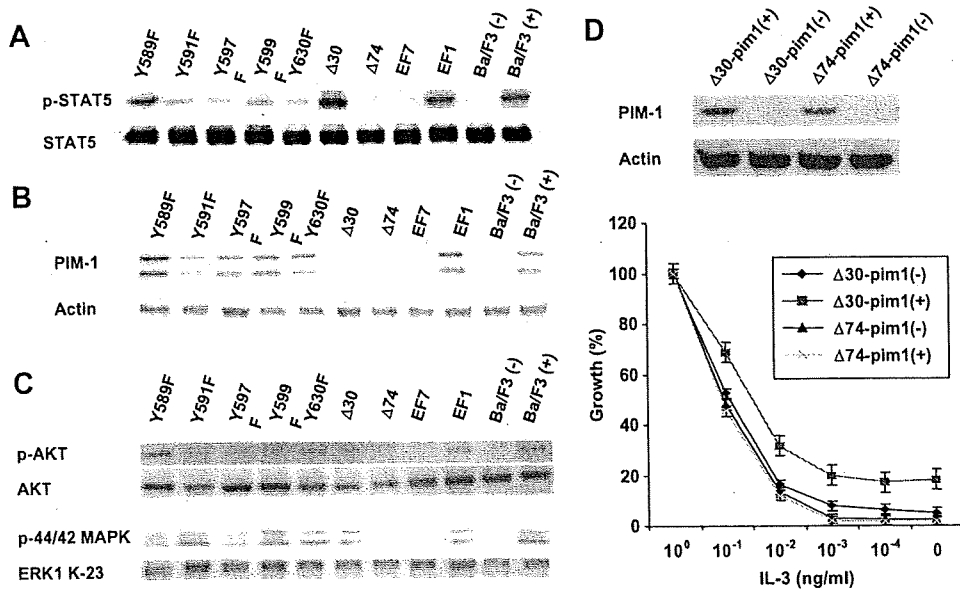 A
Y589F Y591F Y597 F Y599 F Y630F Δ30 Δ74 EF7 EF1 Ba/F3 (-) Ba/F3 (+)
p-STAT5
STAT5
B
Y589F Y591F Y597 F Y599 F Y630F Δ30 Δ74 EF7 EF1 Ba/F3 (-) Ba/F3 (+)
PIM-1
Actin
C
Y589F Y591F Y597 F Y599 F Y630F Δ30 Δ74 EF7 EF1 Ba/F3 (-) Ba/F3 (+)
p-AKT
AKT
p-44/42 MAPK
ERK1 K-23
D
Δ30-pim1(+) Δ30-pim1(-) Δ74-pim1(+) Δ74-pim1(-)
PIM-1
Actin
120
100
80
60
40
20
0
Growth (%)
Δ30-pim1(-)
Δ30-pim1(+)
Δ74-pim1(-)
Δ74-pim1(+)
10⁰ 10⁻¹ 10⁻² 10⁻³ 10⁻⁴ 0
IL-3 (ng/ml)